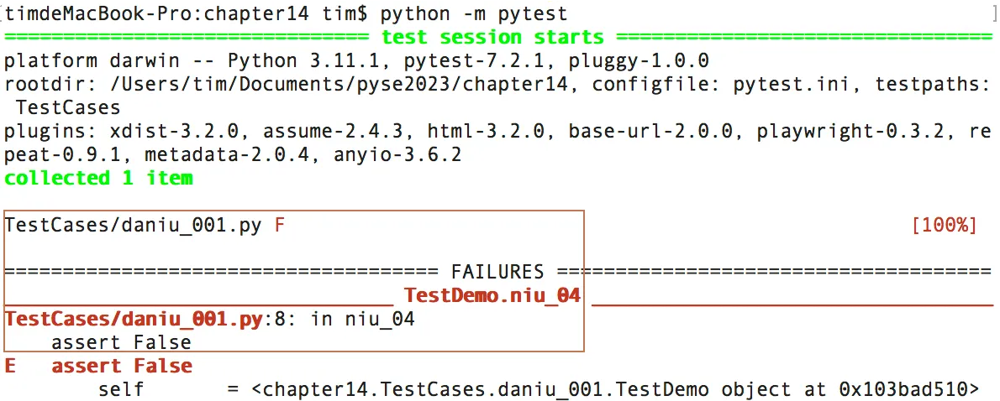 [timdeMacBook-Pro:chapter14 tim$ python -m pytest ]
=============================== test session starts ================================
platform darwin -- Python 3.11.1, pytest-7.2.1, pluggy-1.0.0
rootdir: /Users/tim/Documents/pyse2023/chapter14, configfile: pytest.ini, testpaths:
 TestCases
plugins: xdist-3.2.0, assume-2.4.3, html-3.2.0, base-url-2.0.0, playwright-0.3.2, re
peat-0.9.1, metadata-2.0.4, anyio-3.6.2
collected 1 item
TestCases/daniu_001.py F [100%]
===================================== FAILURES =====================================
_________________________________ TestDemo.niu_04 __________________________________
TestCases/daniu_001.py:8: in niu_04
    assert False
E   assert False
        self       = <chapter14.TestCases.daniu_001.TestDemo object at 0x103bad510>